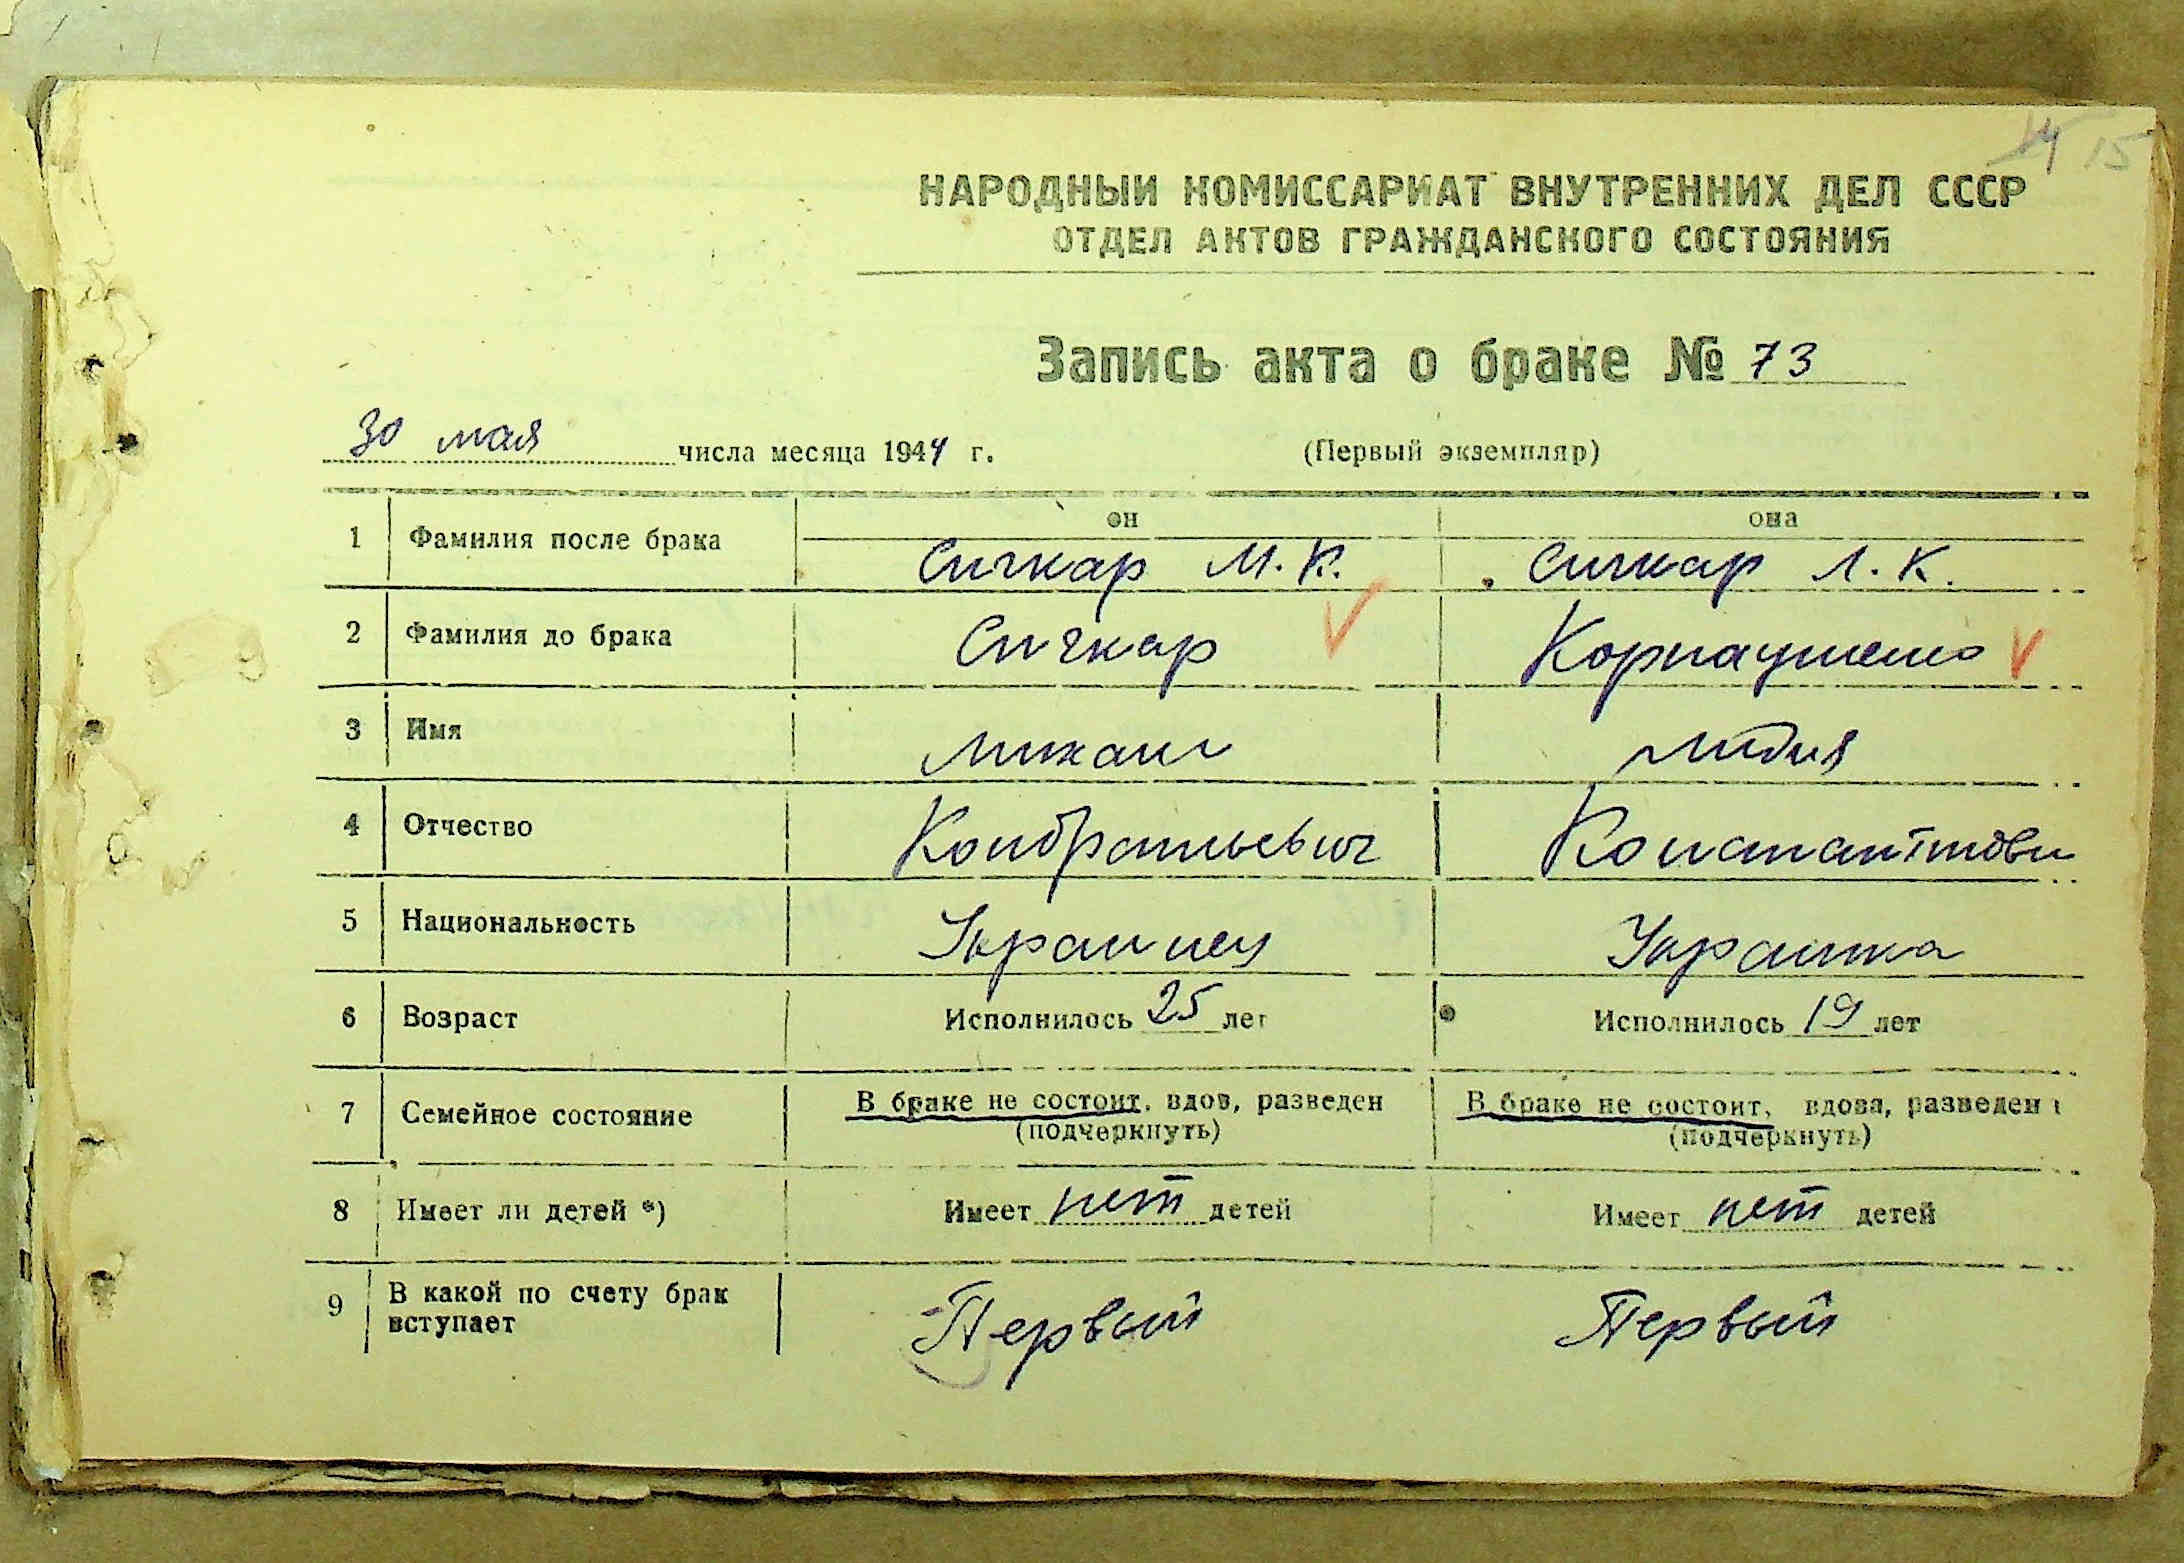 14 15
НАРОДНЫЙ КОМИССАРИАТ ВНУТРЕННИХ ДЕЛ СССР
ОТДЕЛ АКТОВ ГРАЖДАНСКОГО СОСТОЯНИЯ
Запись акта о браке № 73
30 мая числа месяца 1944 г. (Первый экземпляр)
он она
1 Фамилия после брака Сичкар М.К. Сичкар Л.К.
2 Фамилия до брака Сичкар
3 Имя Михаил Лидия
4 Отчество Кондратьевич Константинови
5 Национальность Украинец Украинка
6 Возраст Исполнилось 25 лет Исполнилось 19 лет
7 Семейное состояние В браке не состоит, вдов, разведен В браке не состоит, вдова, разведен
(подчеркнуть) (подчеркнуть)
8 Имеет ли детей *) Имеет нет детей Имеет нет детей
9 В какой по счету брак
вступает Первый Первый